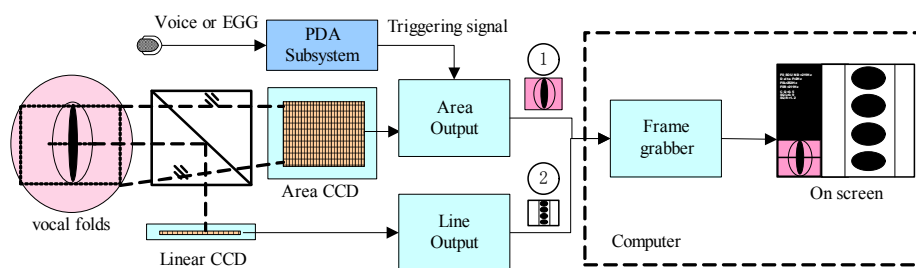 Voice or EGG
PDA
Subsystem
Triggering signal
1
Area
Output
Area CCD
vocal folds
Linear CCD
Line
Output
2
Frame
grabber
On screen
Computer